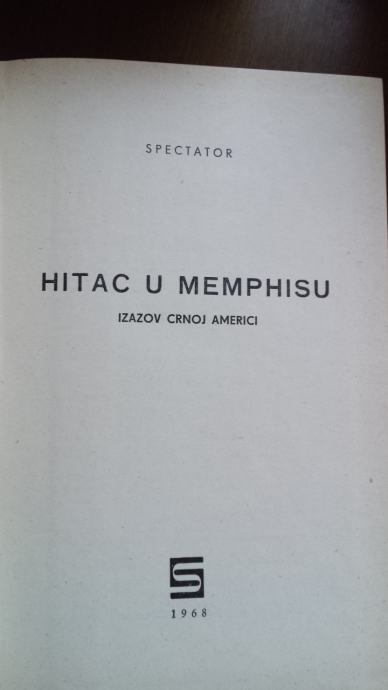 SPECTATOR
HITAC U MEMPHISU
IZAZOV CRNOJ AMERICI
S
1968